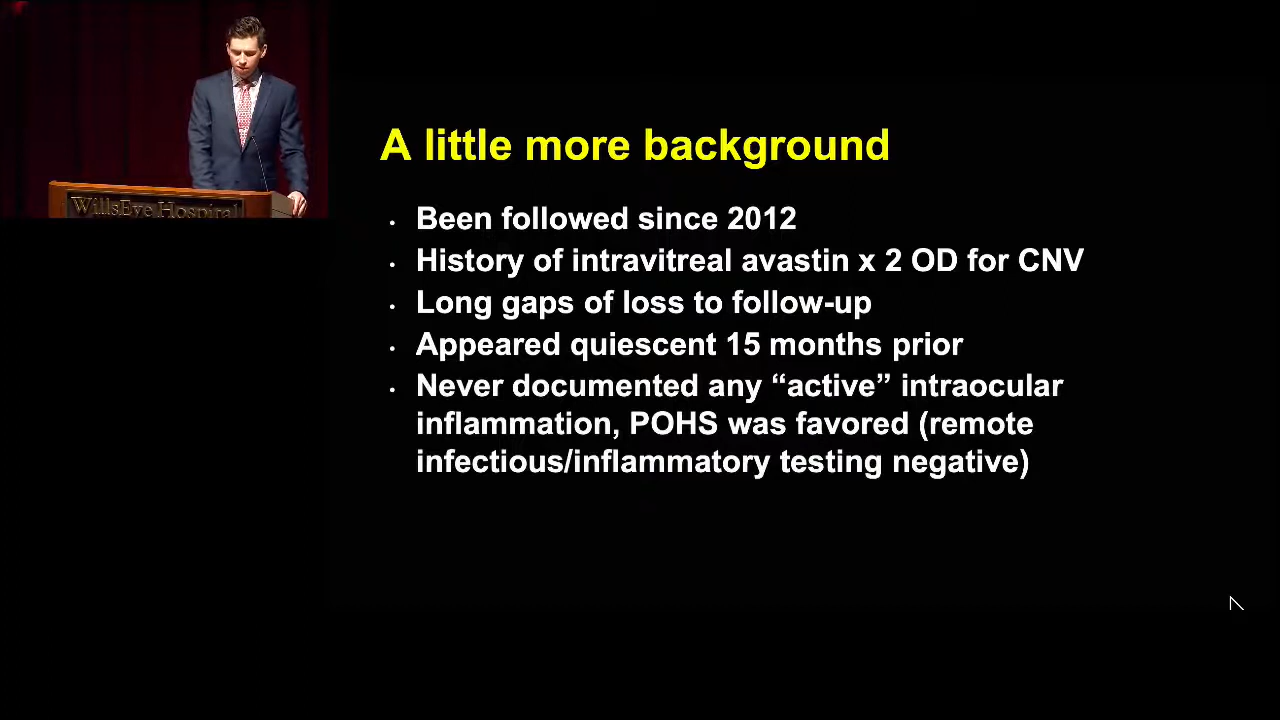 A little more background
• Been followed since 2012
• History of intravitreal avastin x 2 OD for CNV
• Long gaps of loss to follow-up
• Appeared quiescent 15 months prior
• Never documented any “active” intraocular
inflammation, POHS was favored (remote
infectious/inflammatory testing negative)
WillsEye Hospital